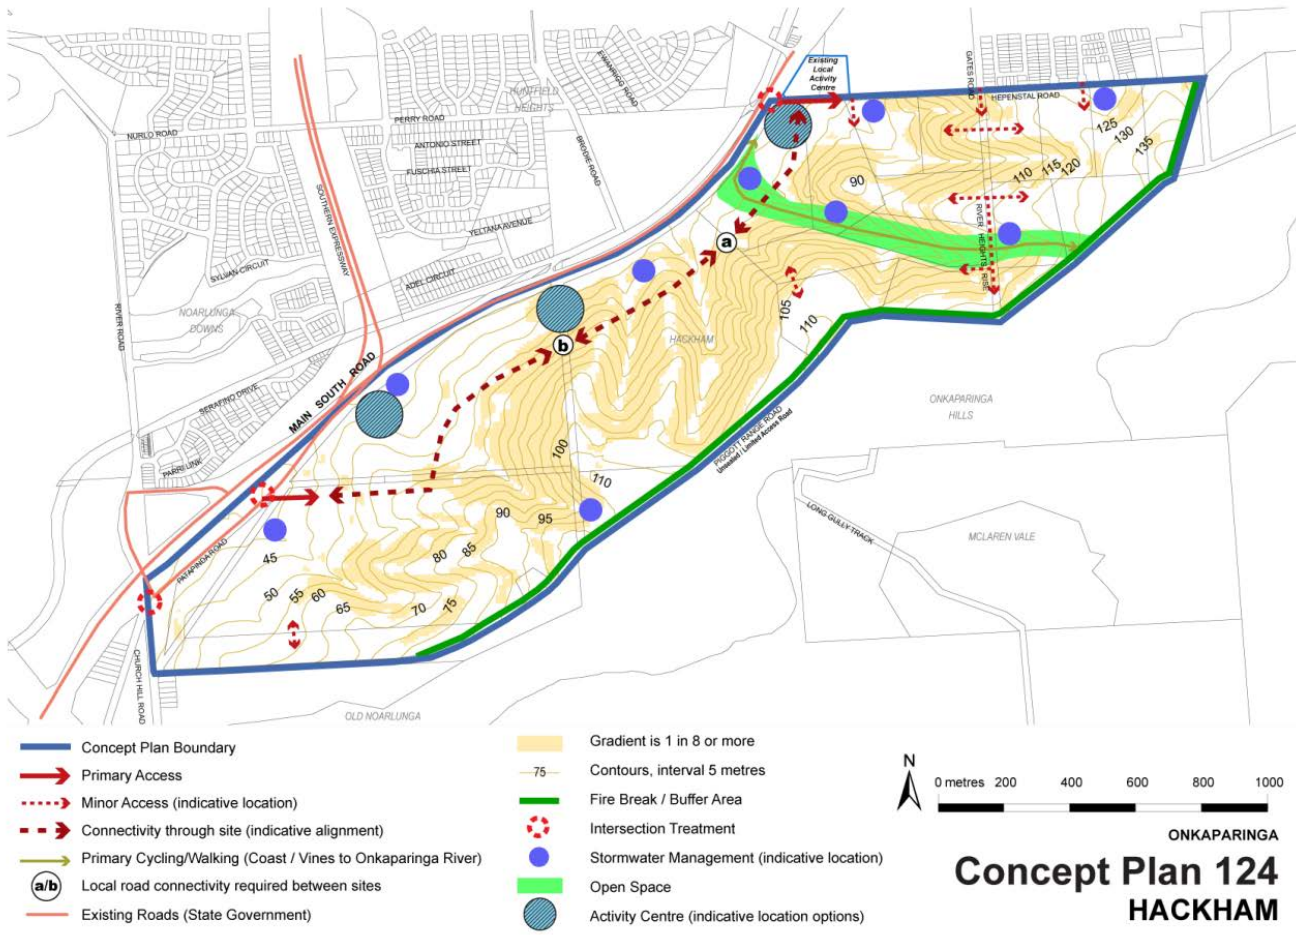 Existing
Local
Activity
Centre
EWANRIGG ROAD
GATES ROAD
HUNTFIELD
HEIGHTS
HEPENSTAL ROAD
PERRY ROAD
NURLO ROAD
ANTONIO STREET
BRODIE ROAD
FUSCHIA STREET
125
130
135
90
110
115
120
SOUTHERN EXPRESSWAY
YELTANA AVENUE
RIVER HEIGHTS RISE
a
SYLVAN CIRCUIT
ADEL CIRCUIT
RIVER ROAD
NOARLUNGA
DOWNS
105
110
HACKHAM
b
MAIN SOUTH ROAD
SERAFINO DRIVE
ONKAPARINGA
HILLS
PIGGOTT RANGE ROAD
Unsealed / Limited Access Road
PARRI LINK
100
110
90
95
LONG GULLY TRACK
MCLAREN VALE
PATAPINDA ROAD
45
80
85
50
55
60
65
70
75
CHURCH HILL ROAD
OLD NOARLUNGA
Concept Plan Boundary
Primary Access
Minor Access (indicative location)
Connectivity through site (indicative alignment)
Primary Cycling/Walking (Coast / Vines to Onkaparinga River)
a/b Local road connectivity required between sites
Existing Roads (State Government)
Gradient is 1 in 8 or more
75 Contours, interval 5 metres
Fire Break / Buffer Area
Intersection Treatment
Stormwater Management (indicative location)
Open Space
Activity Centre (indicative location options)
N
0 metres 200 400 600 800 1000
ONKAPARINGA
Concept Plan 124
HACKHAM